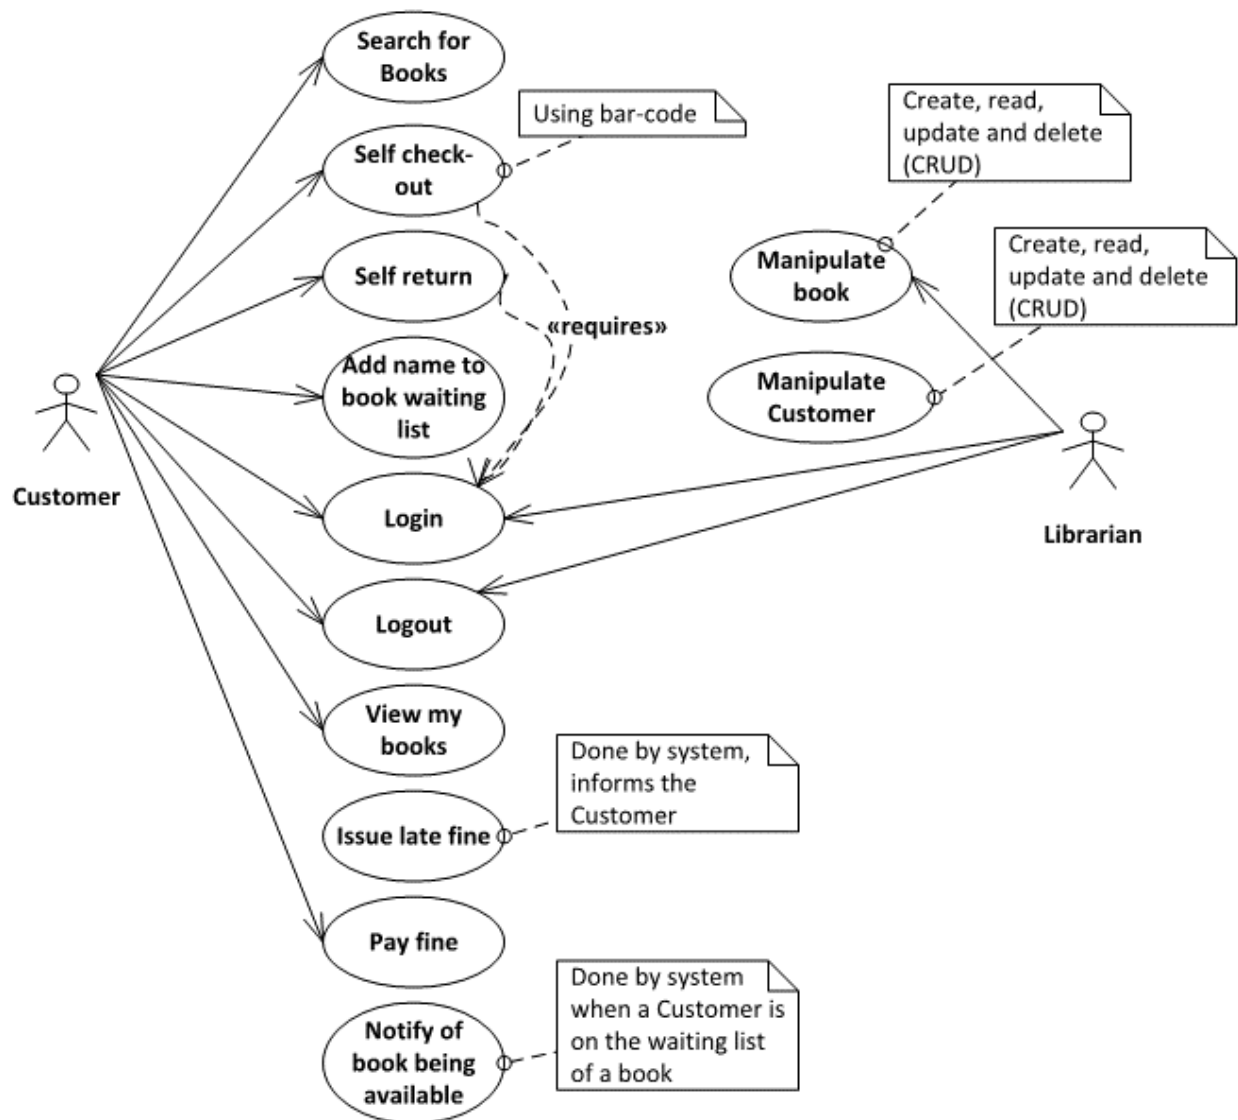 Search for
Books
Using bar-code
Create, read,
update and delete
(CRUD)
Self check-
out
Self return
Manipulate
book
Create, read,
update and delete
(CRUD)
«requires»
Add name to
book waiting
list
Manipulate
Customer
Customer
Login
Librarian
Logout
View my
books
Done by system,
informs the
Customer
Issue late fine
Pay fine
Done by system
when a Customer is
on the waiting list
of a book
Notify of
book being
available